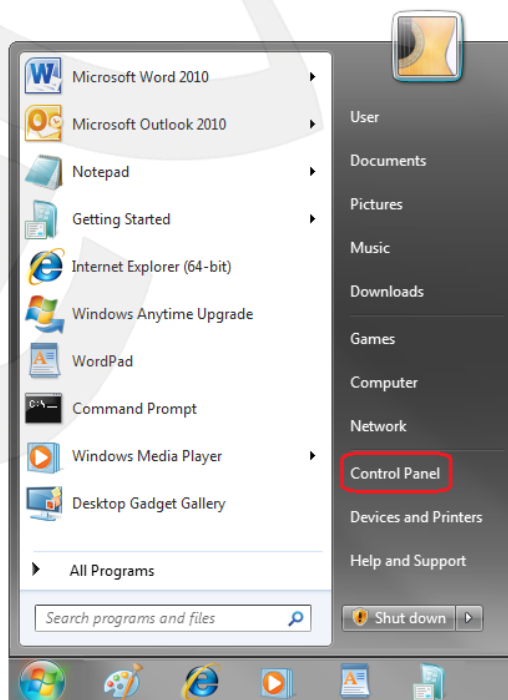 Microsoft Word 2010
Microsoft Outlook 2010
Notepad
Getting Started
Internet Explorer (64-bit)
Windows Anytime Upgrade
WordPad
Command Prompt
Windows Media Player
Desktop Gadget Gallery
All Programs
Search programs and files
User
Documents
Pictures
Music
Downloads
Games
Computer
Network
Control Panel
Devices and Printers
Help and Support
Shut down